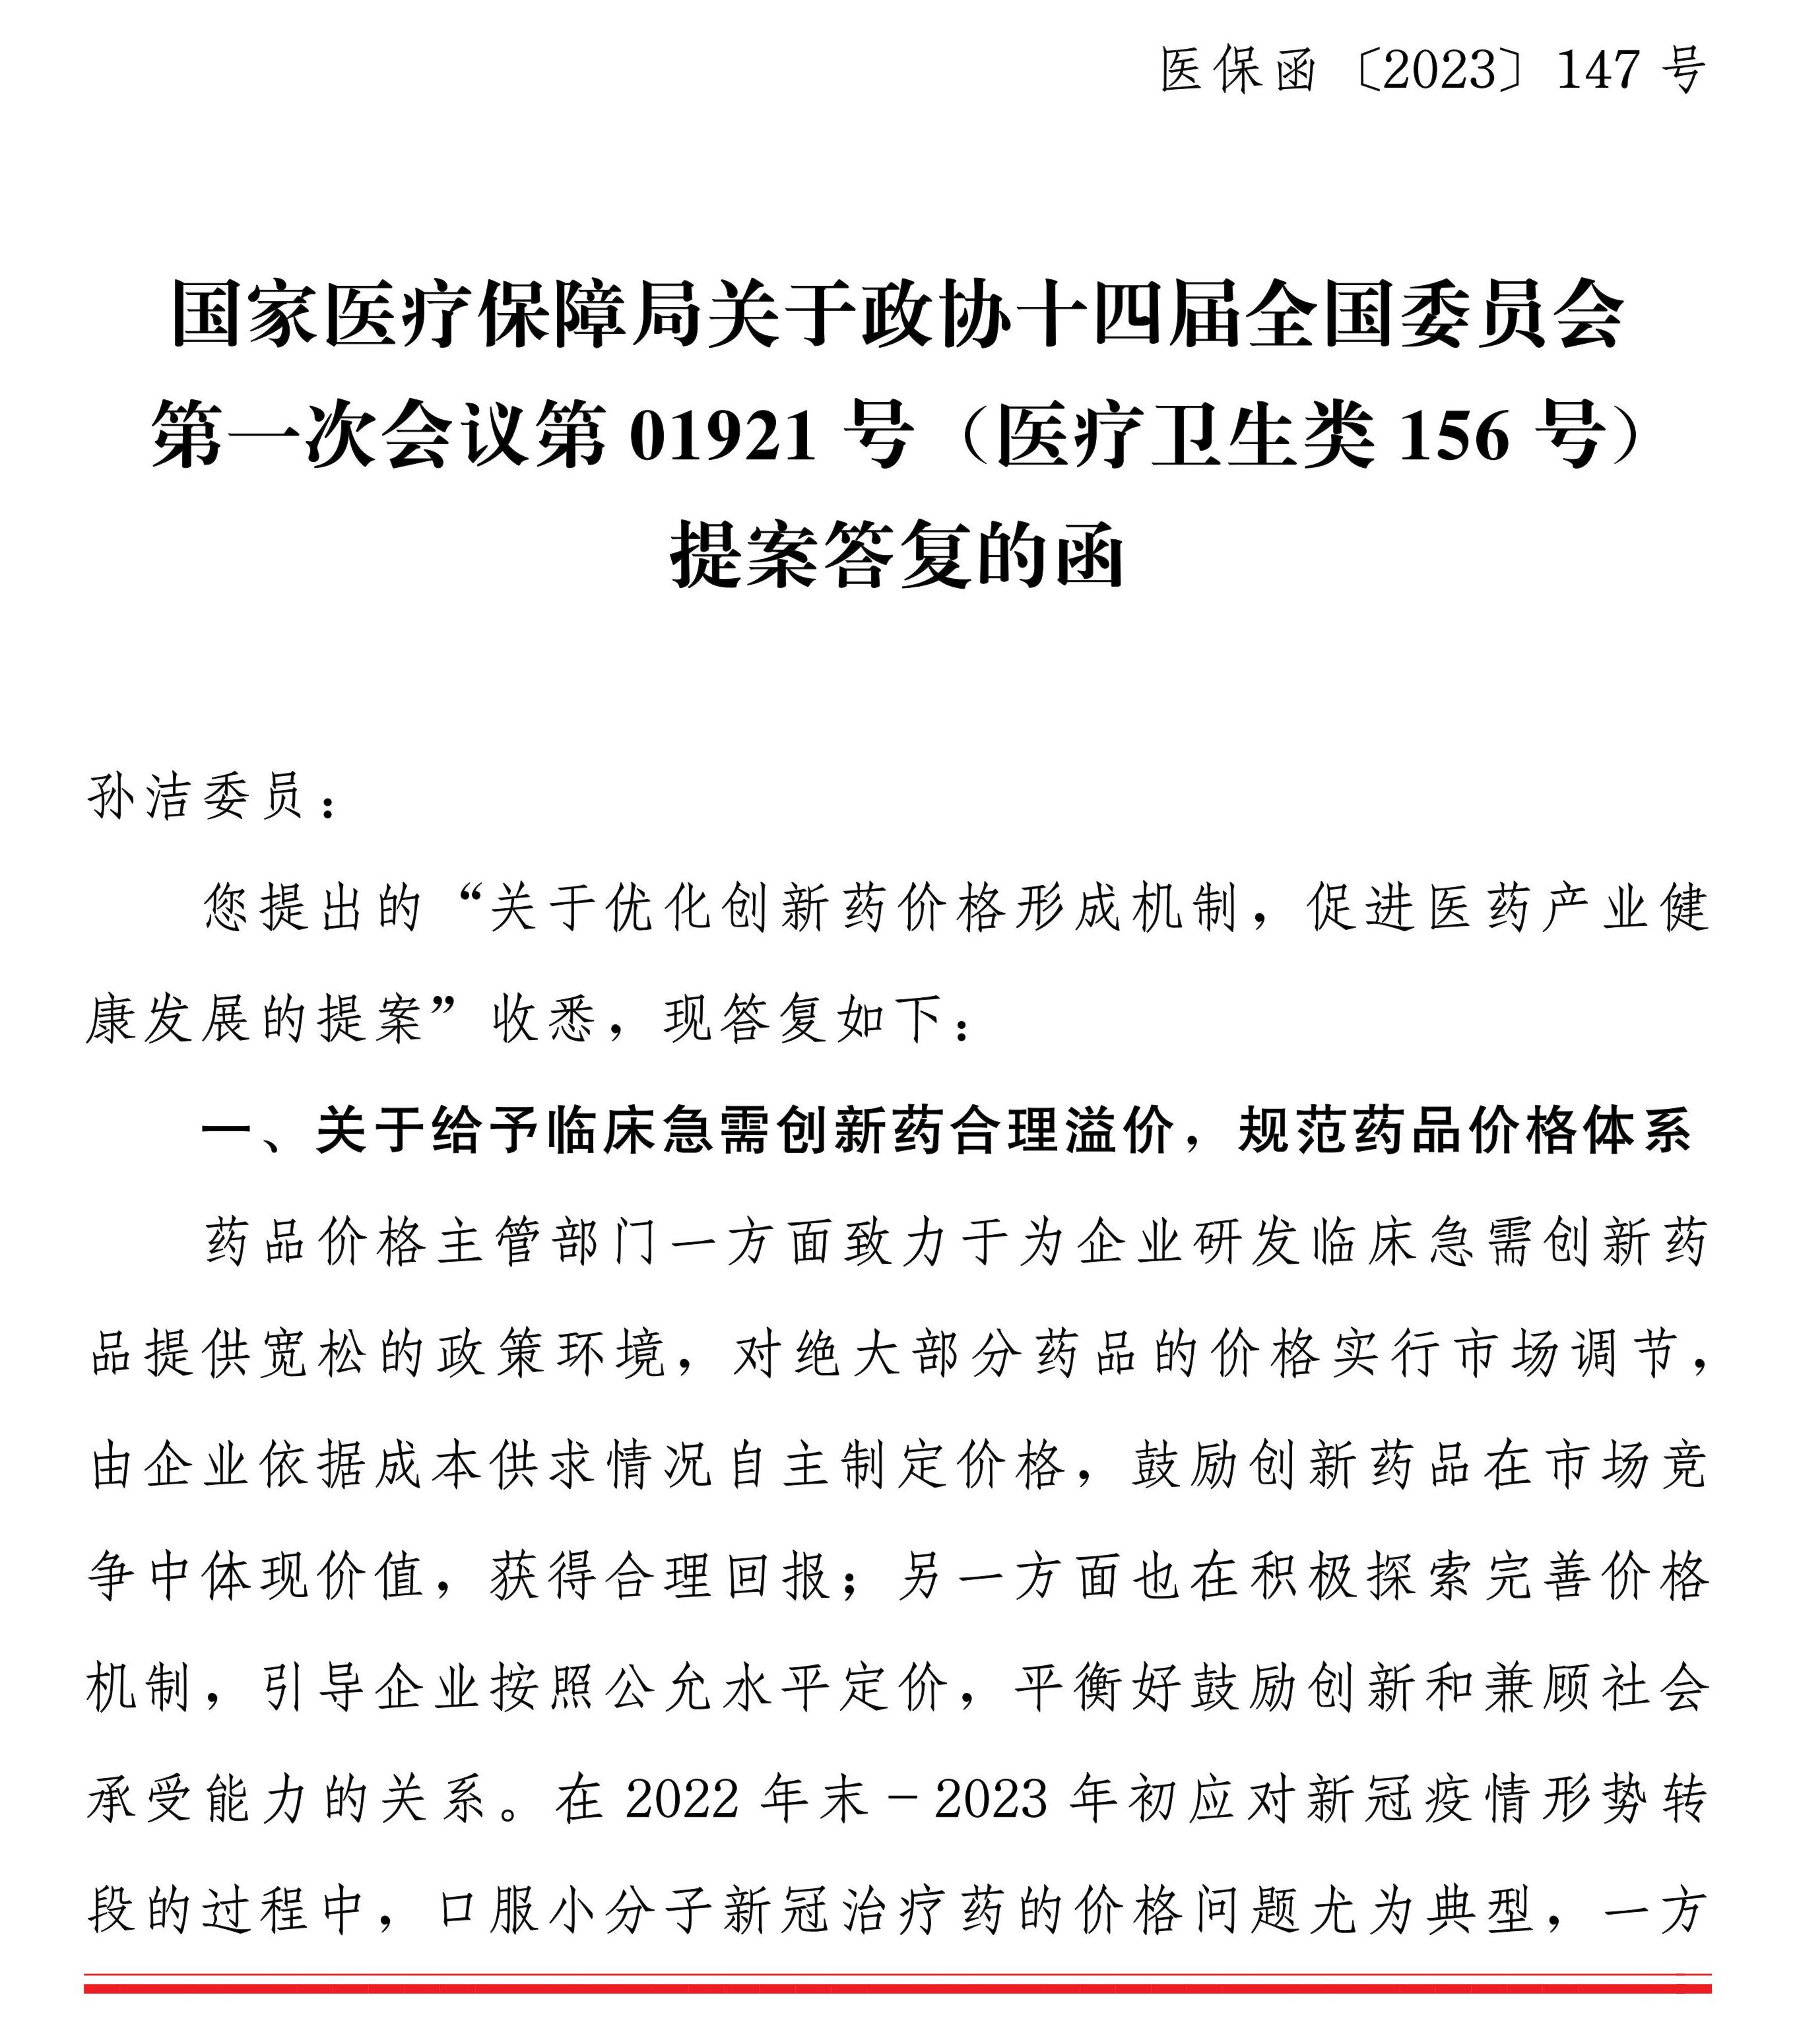 医保函〔2023〕147 号
国家医疗保障局关于政协十四届全国委员会
第一次会议第 01921 号（医疗卫生类 156 号）
提案答复的函
孙洁委员：
您提出的“关于优化创新药价格形成机制，促进医药产业健
康发展的提案”收悉，现答复如下：
一、关于给予临床急需创新药合理溢价，规范药品价格体系
药品价格主管部门一方面致力于为企业研发临床急需创新药
品提供宽松的政策环境，对绝大部分药品的价格实行市场调节，
由企业依据成本供求情况自主制定价格，鼓励创新药品在市场竞
争中体现价值，获得合理回报；另一方面也在积极探索完善价格
机制，引导企业按照公允水平定价，平衡好鼓励创新和兼顾社会
承受能力的关系。在 2022 年末－2023 年初应对新冠疫情形势转
段的过程中，口服小分子新冠治疗药的价格问题尤为典型，一方